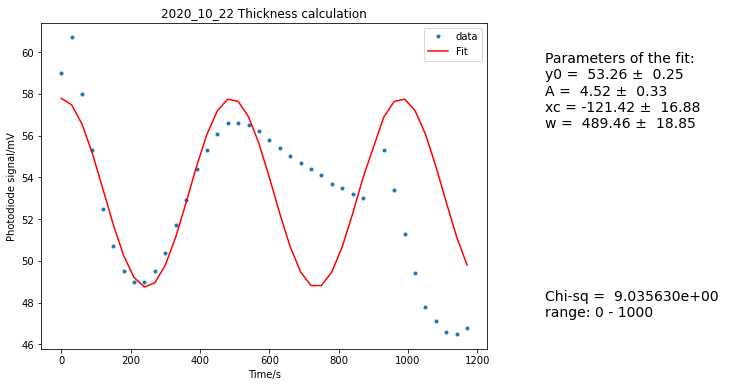 2020_10_22 Thickness calculation
data
Fit
60
58
56
54
52
50
48
46
Photodiode signal/mV
0
200
400
600
800
1000
1200
Time/s
Parameters of the fit:
y0 =  53.26 ±  0.25
A =  4.52 ±  0.33
xc = -121.42 ±  16.88
w =  489.46 ±  18.85
Chi-sq =  9.035630e+00
range: 0 - 1000